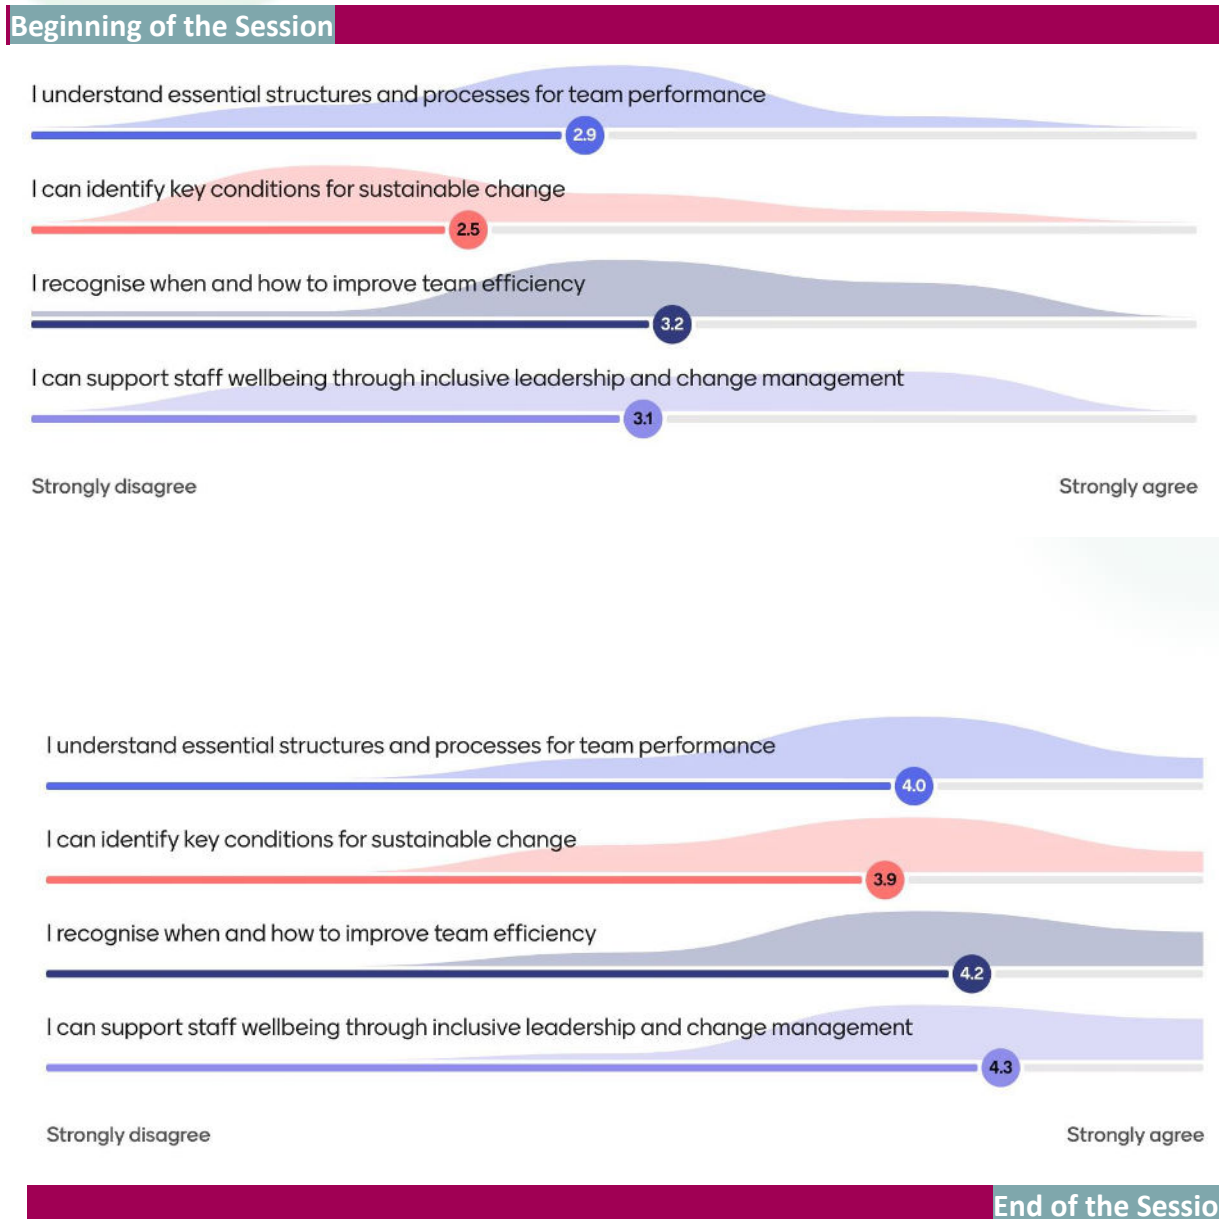 Beginning of the Session
I understand essential structures and processes for team performance
2.9
I can identify key conditions for sustainable change
2.5
I recognise when and how to improve team efficiency
3.2
I can support staff wellbeing through inclusive leadership and change management
3.1
Strongly disagree
Strongly agree
I understand essential structures and processes for team performance
4.0
I can identify key conditions for sustainable change
3.9
I recognise when and how to improve team efficiency
4.2
I can support staff wellbeing through inclusive leadership and change management
4.3
Strongly disagree
Strongly agree
End of the Sessio